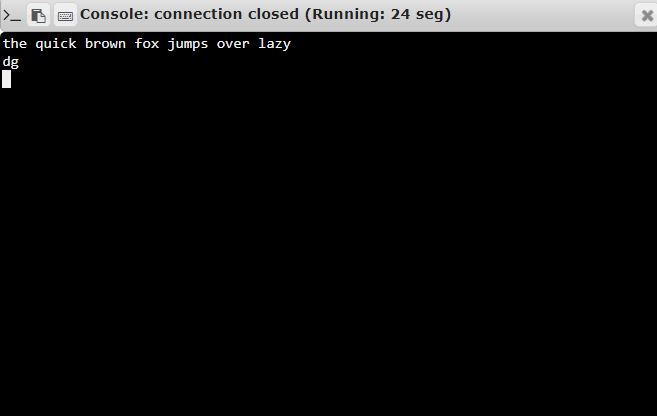 >_ Console: connection closed (Running: 24 seg)
the quick brown fox jumps over lazy
dg